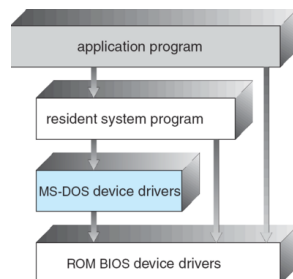 application program
resident system program
MS-DOS device drivers
ROM BIOS device drivers